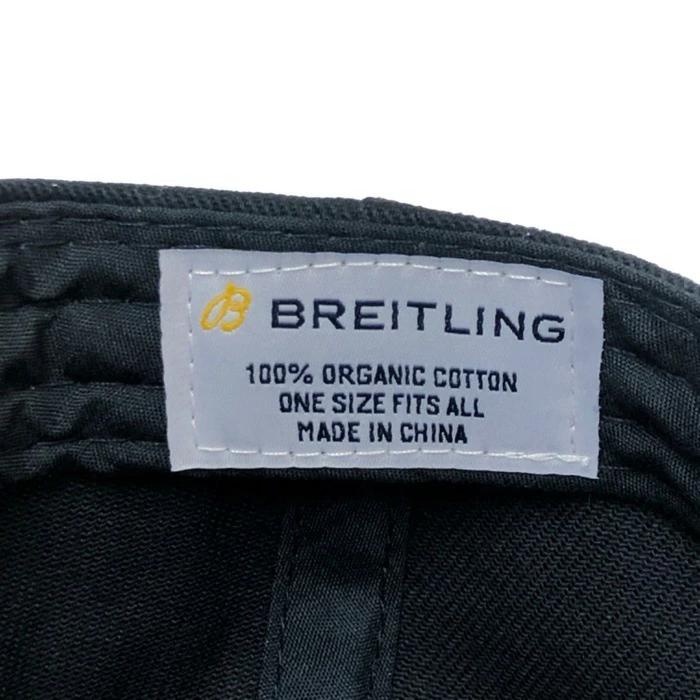 B BREITLING
100% ORGANIC COTTON
ONE SIZE FITS ALL
MADE IN CHINA